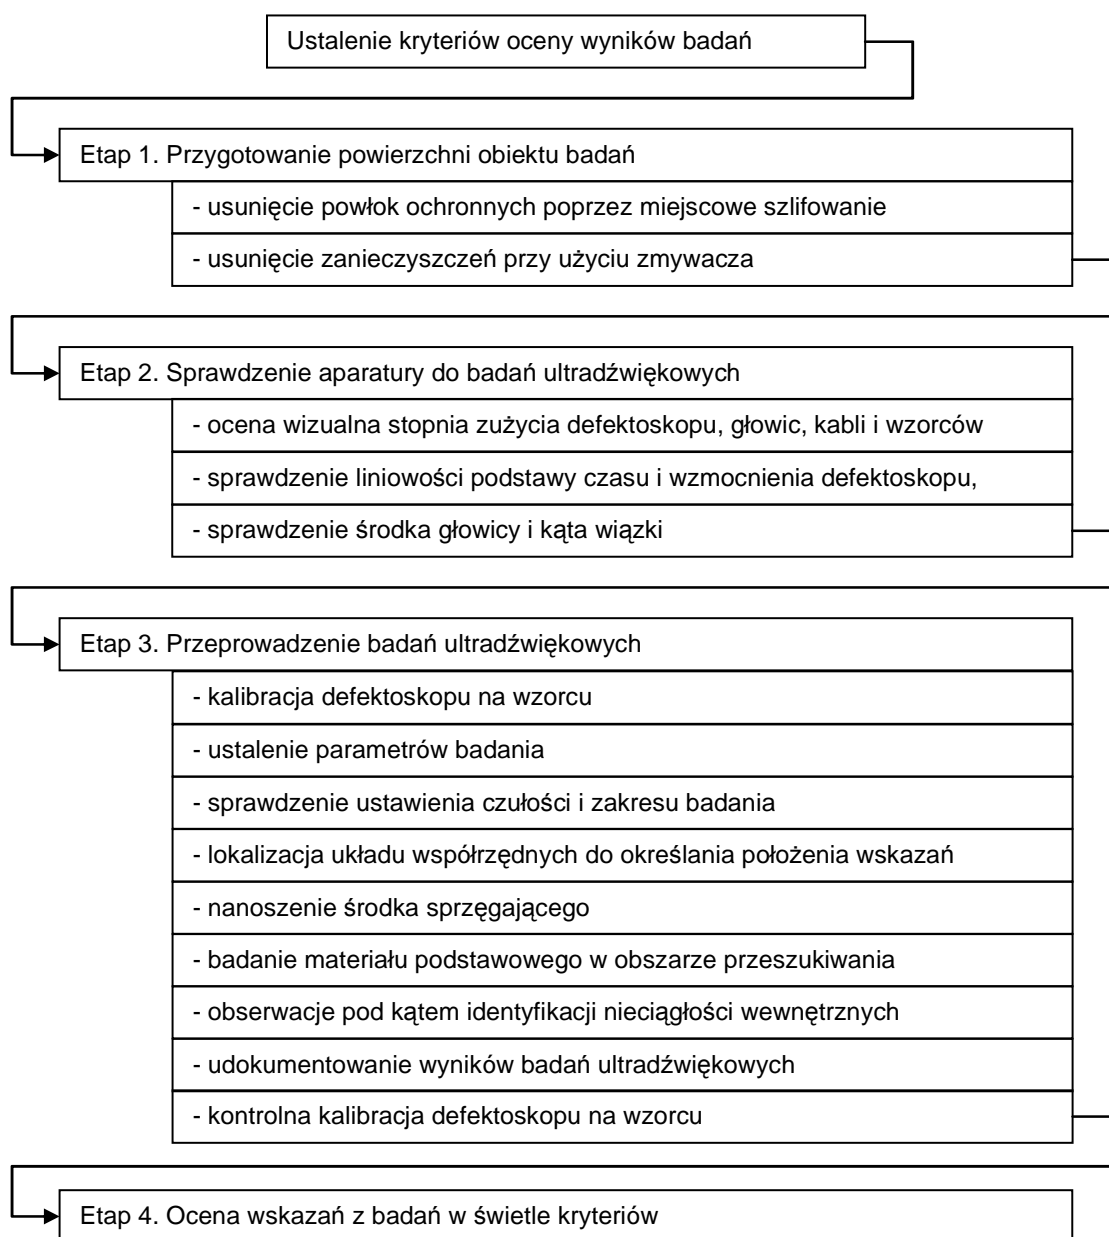 Ustalenie kryteriów oceny wyników badań
Etap 1. Przygotowanie powierzchni obiektu badań
- usunięcie powłok ochronnych poprzez miejscowe szlifowanie
- usunięcie zanieczyszczeń przy użyciu zmywacza
Etap 2. Sprawdzenie aparatury do badań ultradźwiękowych
- ocena wizualna stopnia zużycia defektoskopu, głowic, kabli i wzorców
- sprawdzenie liniowości podstawy czasu i wzmocnienia defektoskopu,
- sprawdzenie środka głowicy i kąta wiązki
Etap 3. Przeprowadzenie badań ultradźwiękowych
- kalibracja defektoskopu na wzorcu
- ustalenie parametrów badania
- sprawdzenie ustawienia czułości i zakresu badania
- lokalizacja układu współrzędnych do określania położenia wskazań
- nanoszenie środka sprzęgającego
- badanie materiału podstawowego w obszarze przeszukiwania
- obserwacje pod kątem identyfikacji nieciągłości wewnętrznych
- udokumentowanie wyników badań ultradźwiękowych
- kontrolna kalibracja defektoskopu na wzorcu
Etap 4. Ocena wskazań z badań w świetle kryteriów